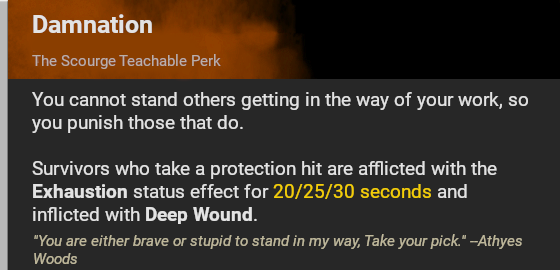 Damnation
The Scourge Teachable Perk
You cannot stand others getting in the way of your work, so
you punish those that do.
Survivors who take a protection hit are afflicted with the
Exhaustion status effect for 20/25/30 seconds and
inflicted with Deep Wound.
"You are either brave or stupid to stand in my way, Take your pick." –Athyes
Woods